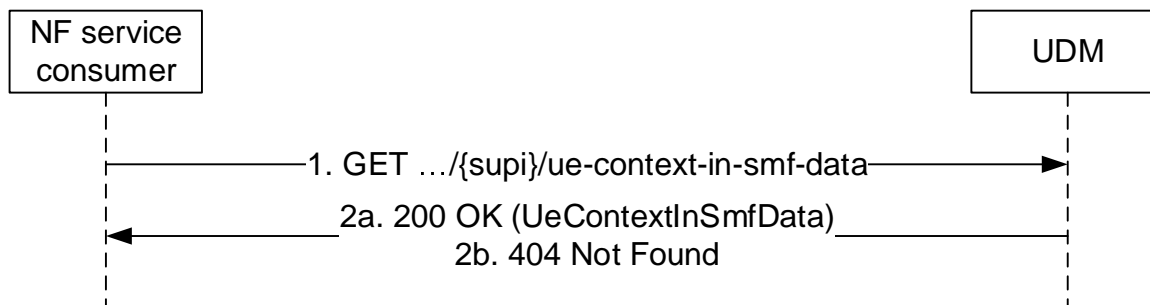 NF service
consumer
UDM
1. GET …/{supi}/ue-context-in-smf-data
2a. 200 OK (UeContextInSmfData)
2b. 404 Not Found